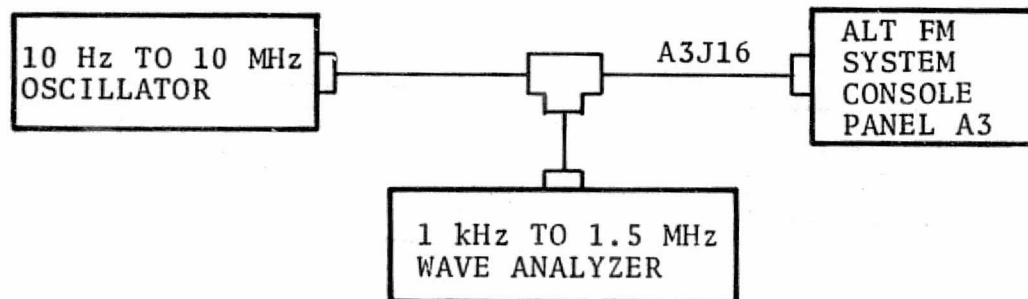 10 Hz TO 10 MHz
OSCILLATOR
A3J16
ALT FM
SYSTEM
CONSOLE
PANEL A3
1 kHz TO 1.5 MHz
WAVE ANALYZER